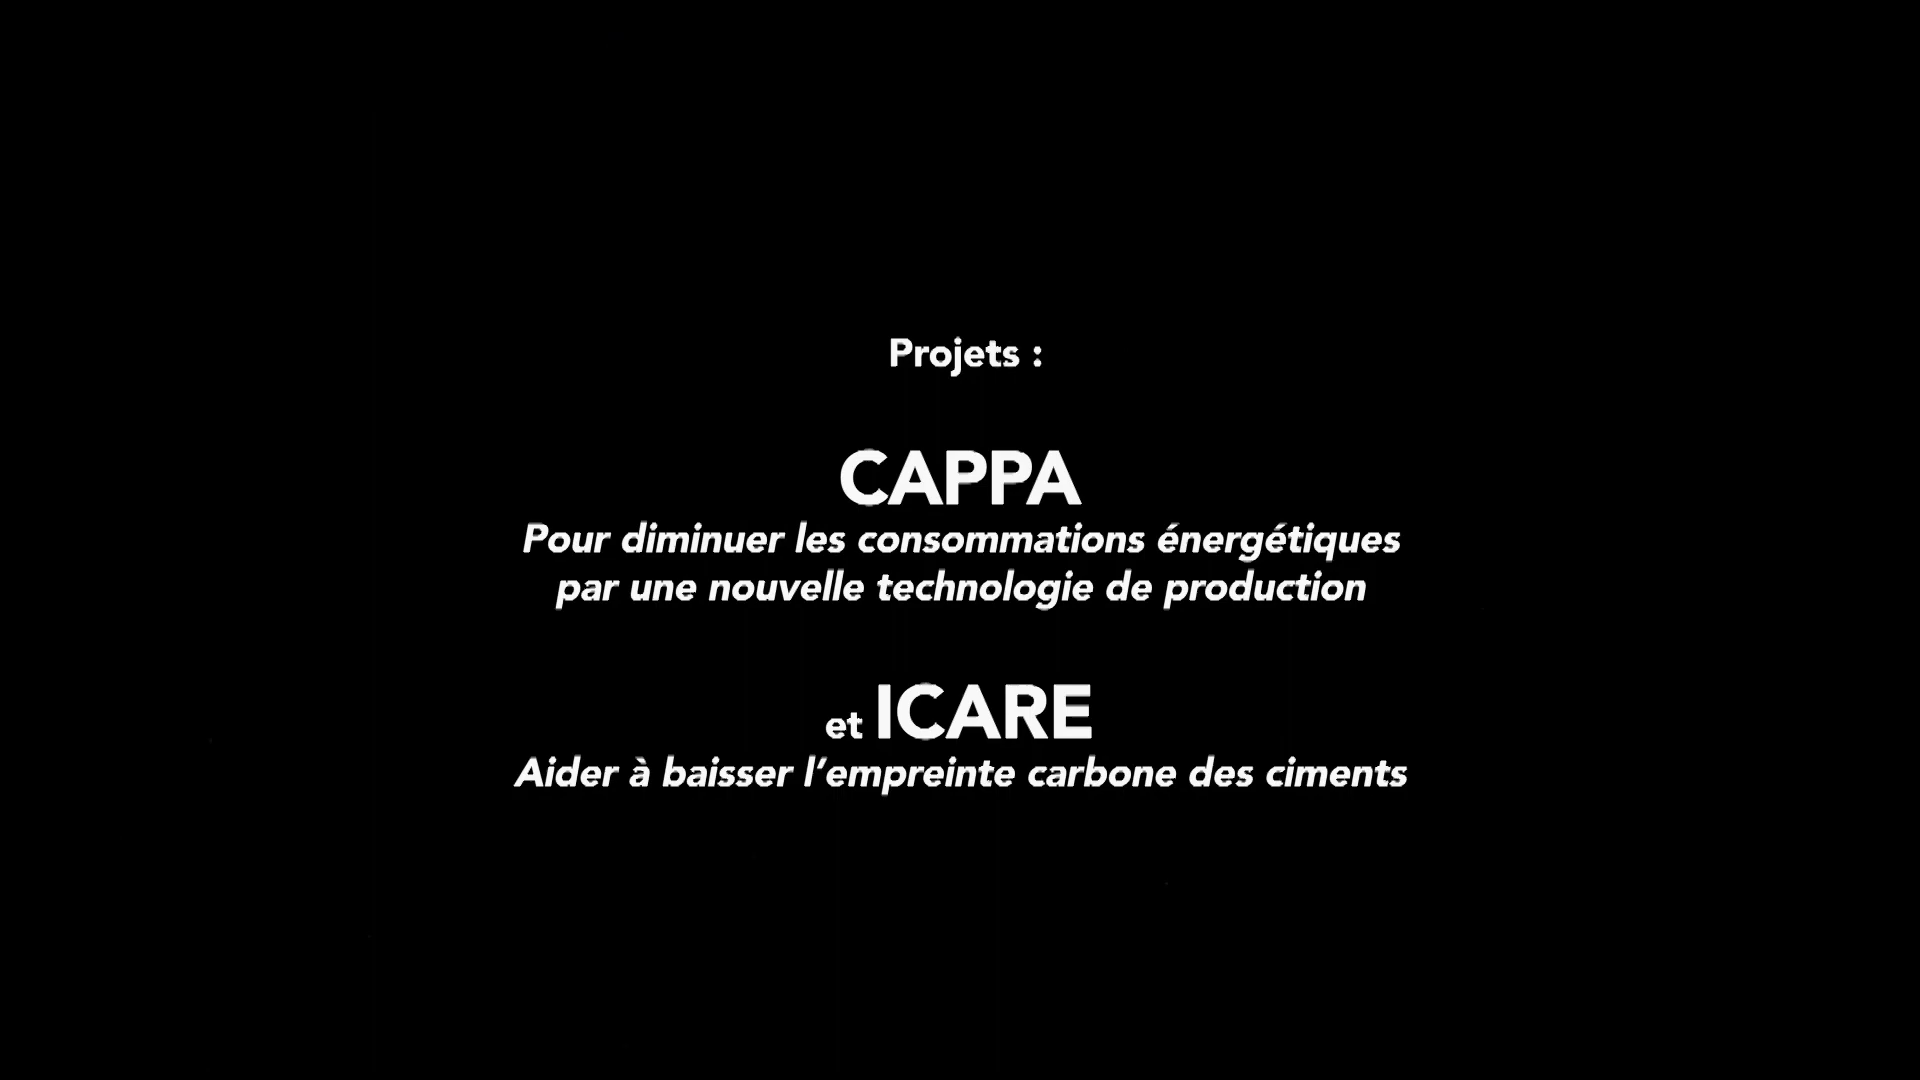 Projets :
CAPPA
Pour diminuer les consommations énergétiques
par une nouvelle technologie de production
et ICARE
Aider à baisser l’empreinte carbone des ciments